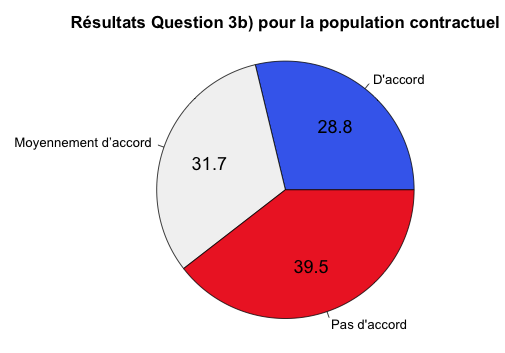 Résultats Question 3b) pour la population contractuel
D'accord
28.8
Moyennement d’accord
31.7
39.5
Pas d'accord